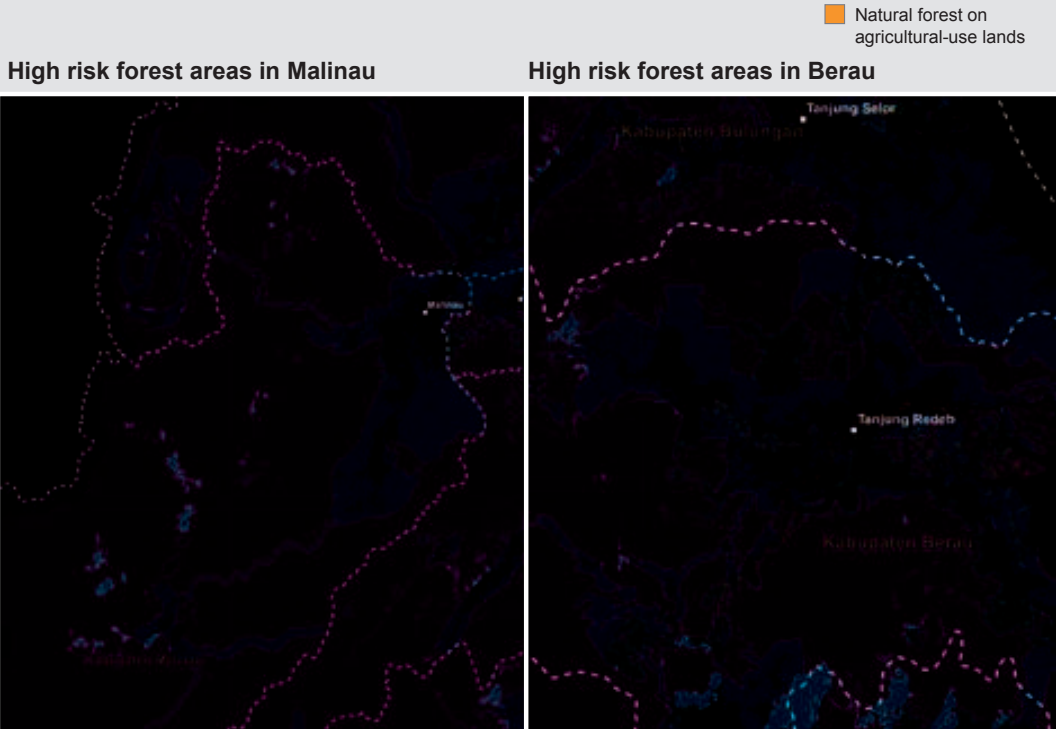 Natural forest on
agricultural-use lands
High risk forest areas in Malinau
High risk forest areas in Berau
Malinau
Tanjung Selor
Kabupaten Bulungan
Tanjung Redeb
Kabupaten Berau